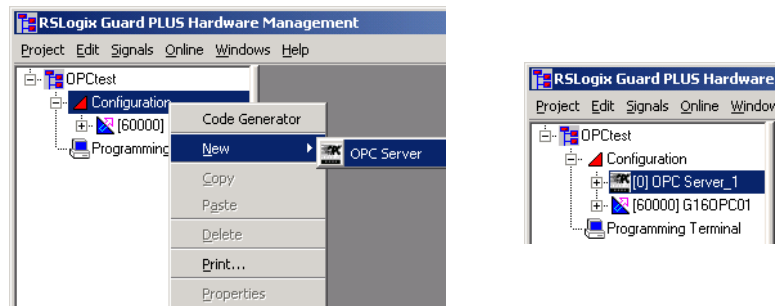 RSLogix Guard PLUS Hardware Management
Project Edit Signals Online Windows Help
OPCtest
Configuration
[60000]
Programming
Code Generator
New
OPC Server
Copy
Paste
Delete
Print...
Properties
RSLogix Guard PLUS Hardware
Project Edit Signals Online Window
OPCtest
Configuration
[0] OPC Server_1
[60000] G16OPC01
Programming Terminal